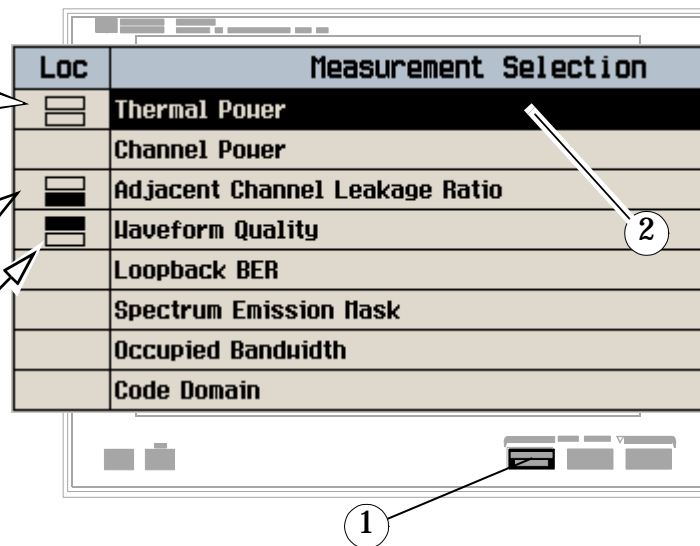 Loc Measurement Selection
Thermal Power
Channel Power
Adjacent Channel Leakage Ratio
Waveform Quality
Loopback BER
Spectrum Emission Mask
Occupied Bandwidth
Code Domain
2
1